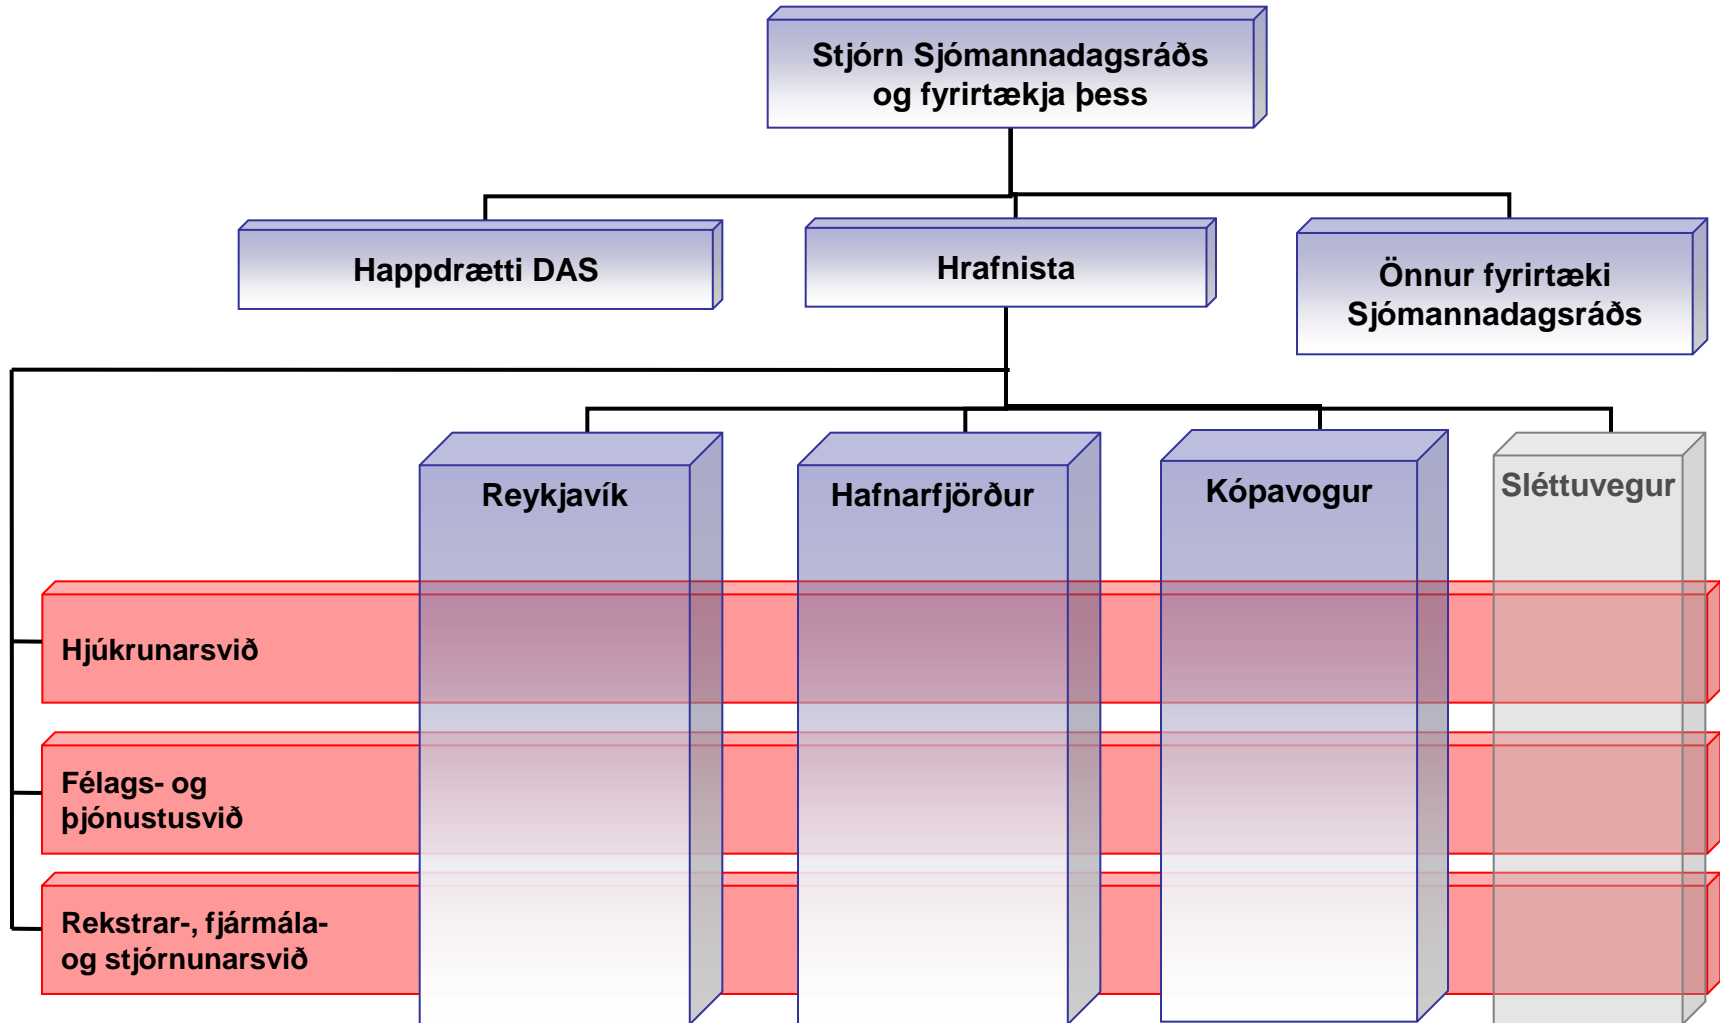 Stjórn Sjómannadagsráðs
og fyrirtækja þess
Happdrætti DAS
Hrafnista
Önnur fyrirtæki
Sjómannadagsráðs
Reykjavík
Hafnarfjörður
Kópavogur
Sléttuvegur
Hjúkrunarsvið
Félags- og
þjónustusvið
Rekstrar-, fjármála-
og stjórnunarsvið